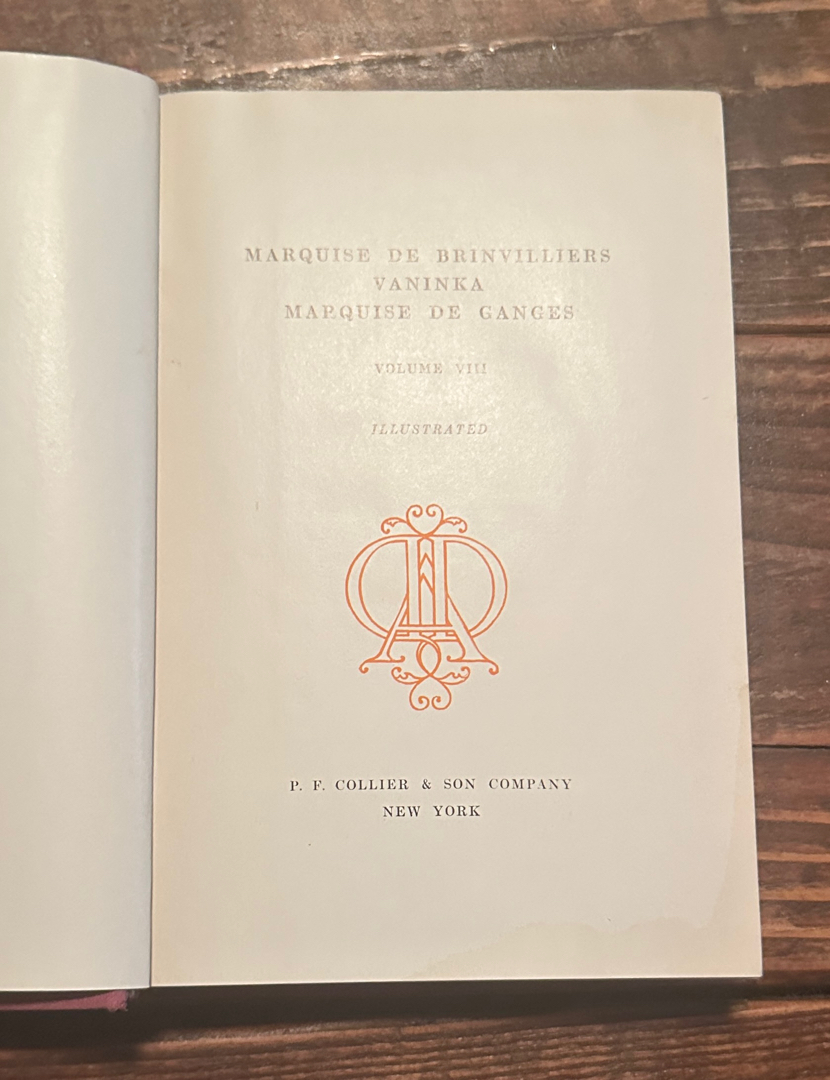 MARQUISE DE BRINVILLIERS
VANINKA
MARQUISE DE GANGES
VOLUME VIII
ILLUSTRATED
P. F. COLLIER & SON COMPANY
NEW YORK